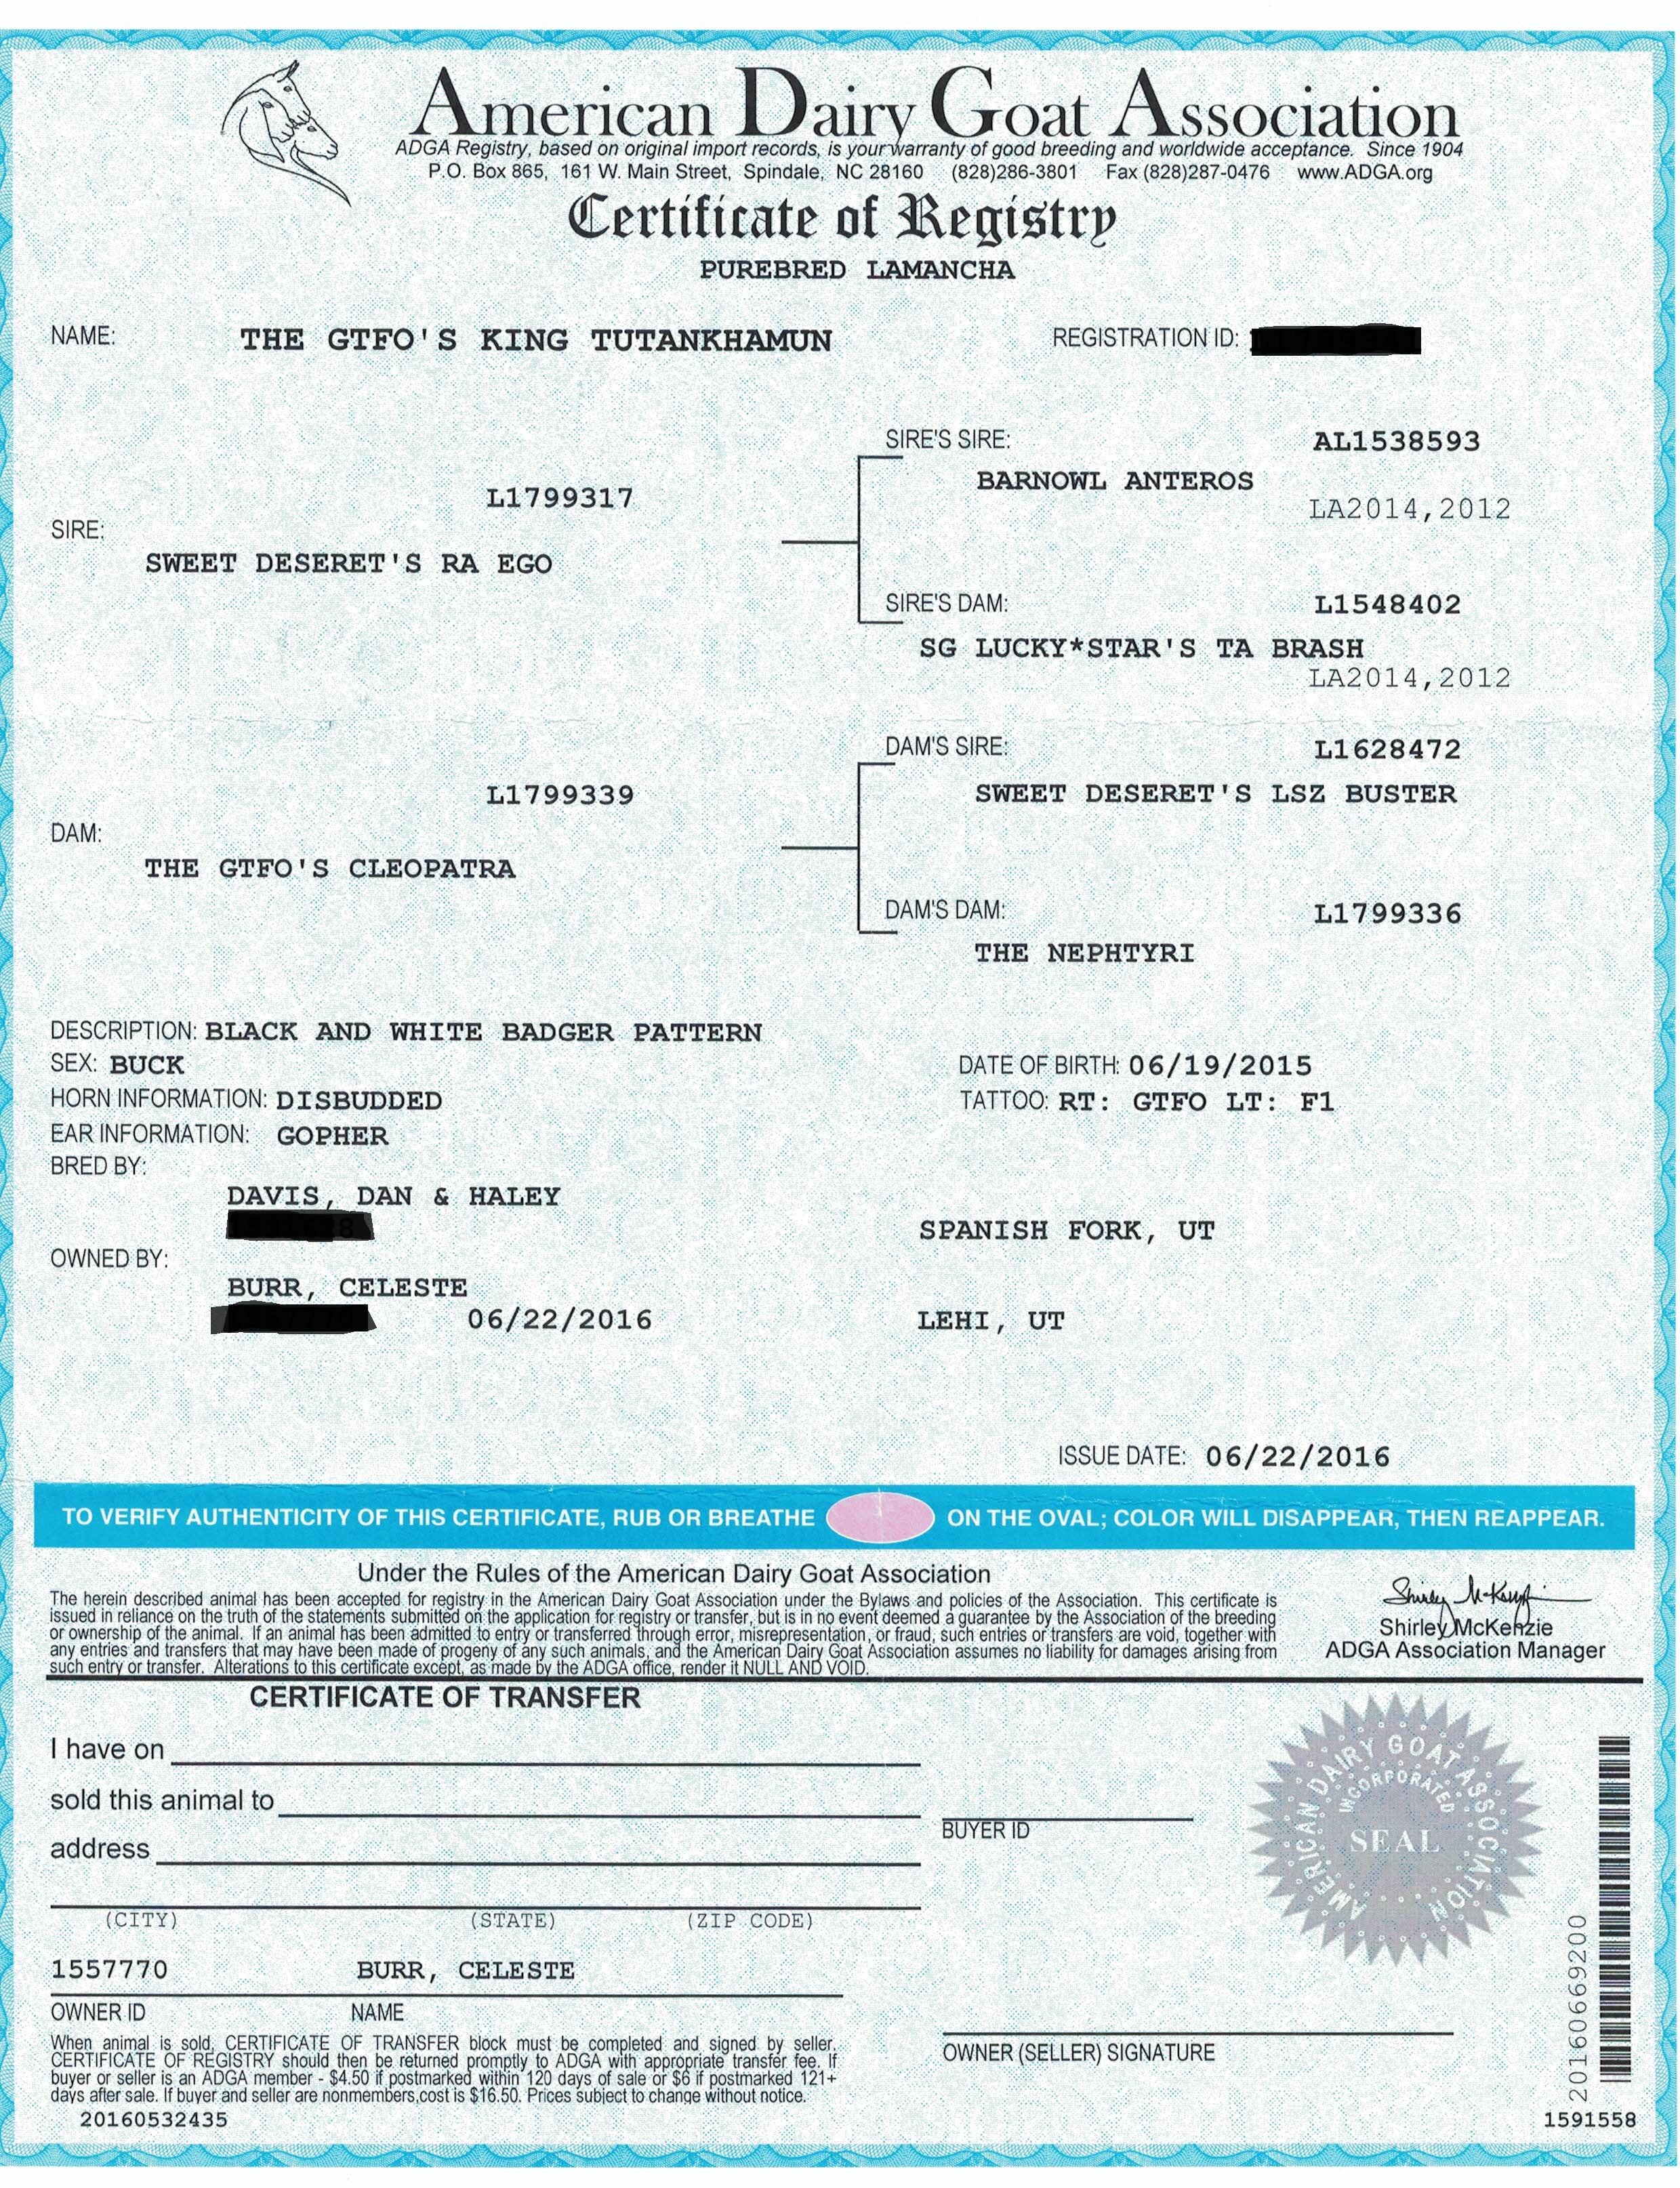 American Dairy Goat Association
ADGA Registry, based on original import records, is your warranty of good breeding and worldwide acceptance. Since 1904
P.O. Box 865, 161 W. Main Street, Spindale, NC 28160 (828)286-3801 Fax (828)287-0476 www.ADGA.org
Certificate of Registry
PUREBRED LAMANCHA
NAME: THE GTFO'S KING TUTANKHAMUN REGISTRATION ID:
SIRE'S SIRE: AL1538593
BARNOWL ANTEROS
L1799317 LA2014,2012
SIRE:
SWEET DESERET'S RA EGO
SIRE'S DAM: L1548402
SG LUCKY*STAR'S TA BRASH
LA2014,2012
DAM'S SIRE: L1628472
L1799339 SWEET DESERET'S LSZ BUSTER
DAM:
THE GTFO'S CLEOPATRA
DAM'S DAM: L1799336
THE NEPHTYRI
DESCRIPTION: BLACK AND WHITE BADGER PATTERN
SEX: BUCK DATE OF BIRTH: 06/19/2015
HORN INFORMATION: DISBUDDED TATTOO: RT: GTFO LT: F1
EAR INFORMATION: GOPHER
BRED BY:
DAVIS, DAN & HALEY
SPANISH FORK, UT
OWNED BY:
BURR, CELESTE
06/22/2016 LEHI, UT
ISSUE DATE: 06/22/2016
TO VERIFY AUTHENTICITY OF THIS CERTIFICATE, RUB OR BREATHE ON THE OVAL; COLOR WILL DISAPPEAR, THEN REAPPEAR.
Under the Rules of the American Dairy Goat Association
The herein described animal has been accepted for registry in the American Dairy Goat Association under the Bylaws and policies of the Association. This certificate is
issued in reliance on the truth of the statements submitted on the application for registry or transfer, but is in no event deemed a guarantee by the Association of the breeding
or ownership of the animal. If an animal has been admitted to entry or transferred through error, misrepresentation, or fraud, such entries or transfers are void, together with
any entries and transfers that may have been made of progeny of any such animals, and the American Dairy Goat Association assumes no liability for damages arising from
such entry or transfer. Alterations to this certificate except, as made by the ADGA office, render it NULL AND VOID.
Shirley McKenzie
Shirley McKenzie
ADGA Association Manager
CERTIFICATE OF TRANSFER
I have on
sold this animal to
BUYER ID
address
(CITY) (STATE) (ZIP CODE)
AMERICAN DAIRY GOAT ASSOCIATION
INCORPORATED
SEAL
1557770 BURR, CELESTE
OWNER ID NAME
When animal is sold, CERTIFICATE OF TRANSFER block must be completed and signed by seller.
CERTIFICATE OF REGISTRY should then be returned promptly to ADGA with appropriate transfer fee. If
buyer or seller is an ADGA member - $4.50 if postmarked within 120 days of sale or $6 if postmarked 121+
days after sale. If buyer and seller are nonmembers,cost is $16.50. Prices subject to change without notice.
OWNER (SELLER) SIGNATURE
20160532435
20160669200
1591558